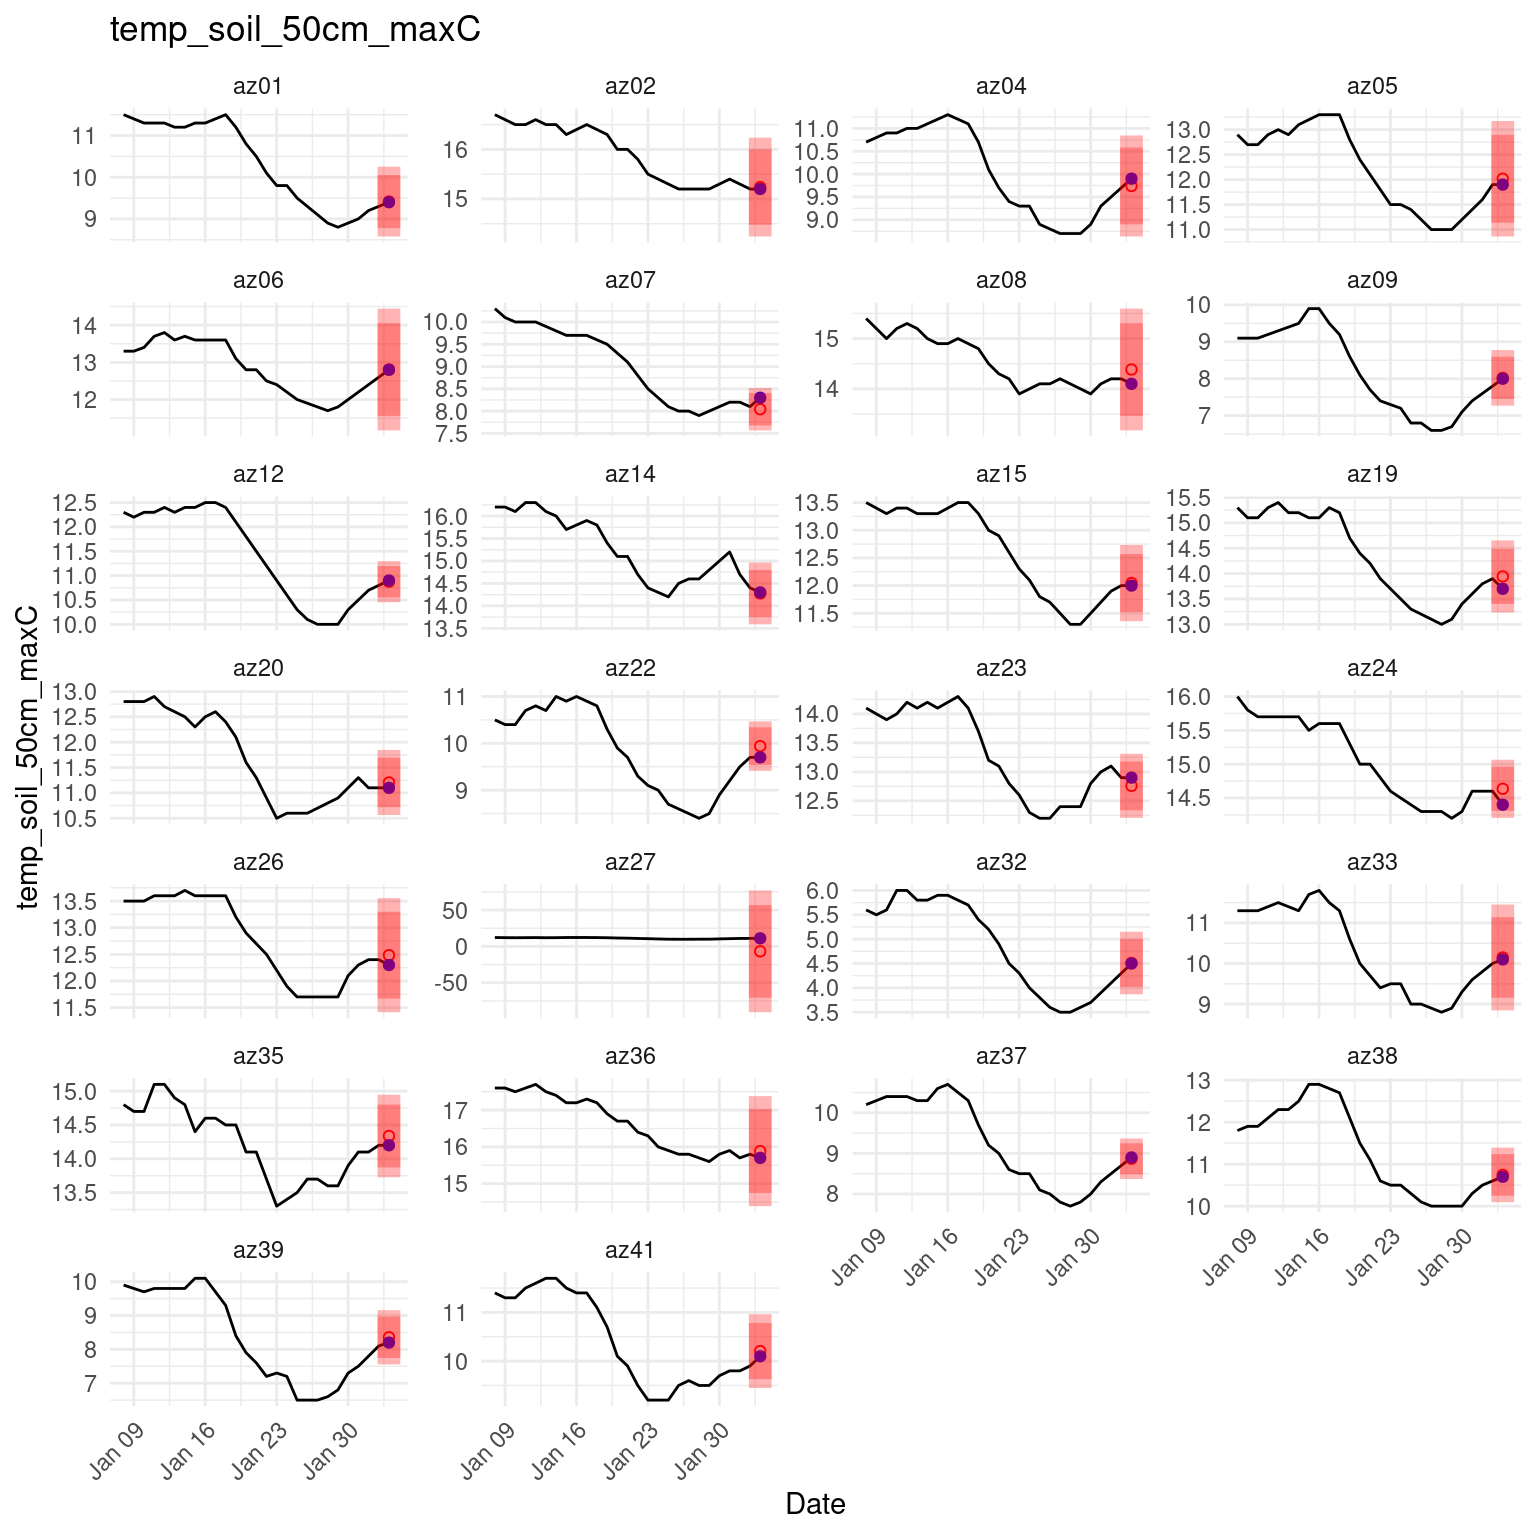 temp_soil_50cm_maxC
az01 az02 az04 az05
11 10 9
16 15
11.0 10.5 10.0 9.5 9.0
13.0 12.5 12.0 11.5 11.0
az06 az07 az08 az09
14 13 12
10.0 9.5 9.0 8.5 8.0 7.5
15 14
10 9 8 7
az12 az14 az15 az19
12.5 12.0 11.5 11.0 10.5 10.0
16.0 15.5 15.0 14.5 14.0 13.5
13.5 13.0 12.5 12.0 11.5
15.5 15.0 14.5 14.0 13.5 13.0
az20 az22 az23 az24
13.0 12.5 12.0 11.5 11.0 10.5
11 10 9
14.0 13.5 13.0 12.5
16.0 15.5 15.0 14.5
az26 az27 az32 az33
13.5 13.0 12.5 12.0 11.5
50 0 -50
6.0 5.5 5.0 4.5 4.0 3.5
11 10 9
az35 az36 az37 az38
15.0 14.5 14.0 13.5
17 16 15
10 9 8
13 12 11 10
Jan 09 Jan 16 Jan 23 Jan 30
Jan 09 Jan 16 Jan 23 Jan 30
az39 az41
10 9 8 7
11 10
Jan 09 Jan 16 Jan 23 Jan 30
Jan 09 Jan 16 Jan 23 Jan 30
temp_soil_50cm_maxC
Date